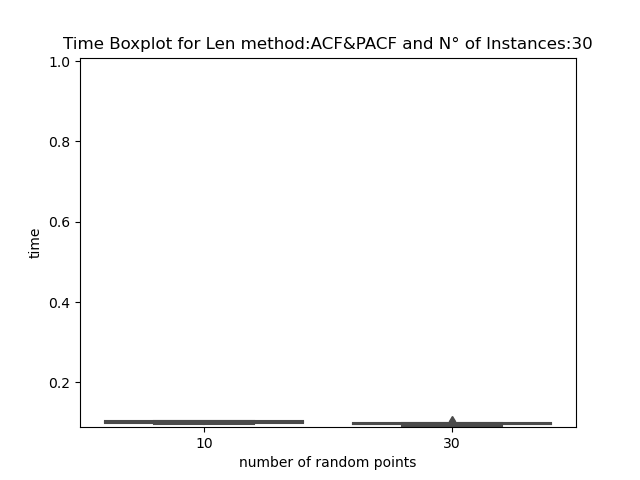 Time Boxplot for Len method:ACF&PACF and N° of Instances:30
1.0
0.8
0.6
0.4
0.2
time
10 30
number of random points